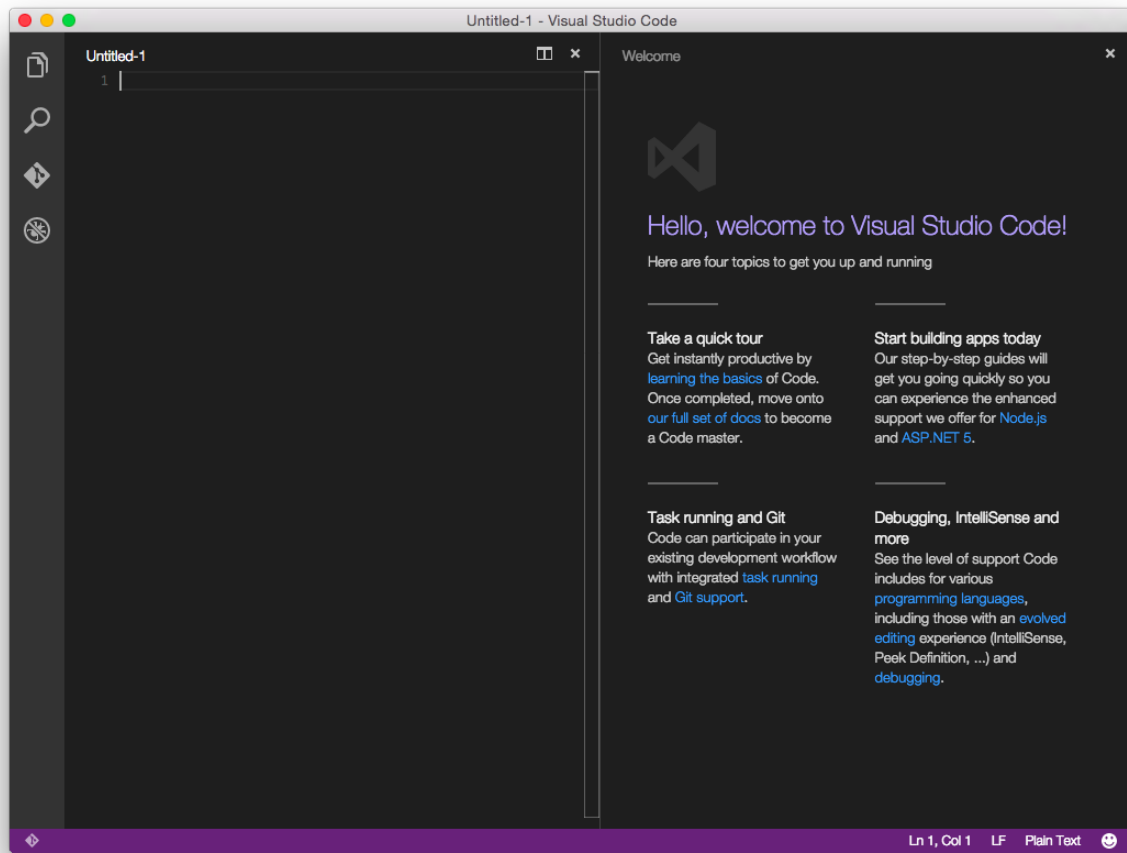 Untitled-1 - Visual Studio Code
Untitled-1
1
Welcome
Hello, welcome to Visual Studio Code!
Here are four topics to get you up and running
Take a quick tour
Get instantly productive by
learning the basics of Code.
Once completed, move onto
our full set of docs to become
a Code master.
Start building apps today
Our step-by-step guides will
get you going quickly so you
can experience the enhanced
support we offer for Node.js
and ASP.NET 5.
Task running and Git
Code can participate in your
existing development workflow
with integrated task running
and Git support.
Debugging, IntelliSense and
more
See the level of support Code
includes for various
programming languages,
including those with an evolved
editing experience (IntelliSense,
Peek Definition, ...) and
debugging.
Ln 1, Col 1 LF Plain Text